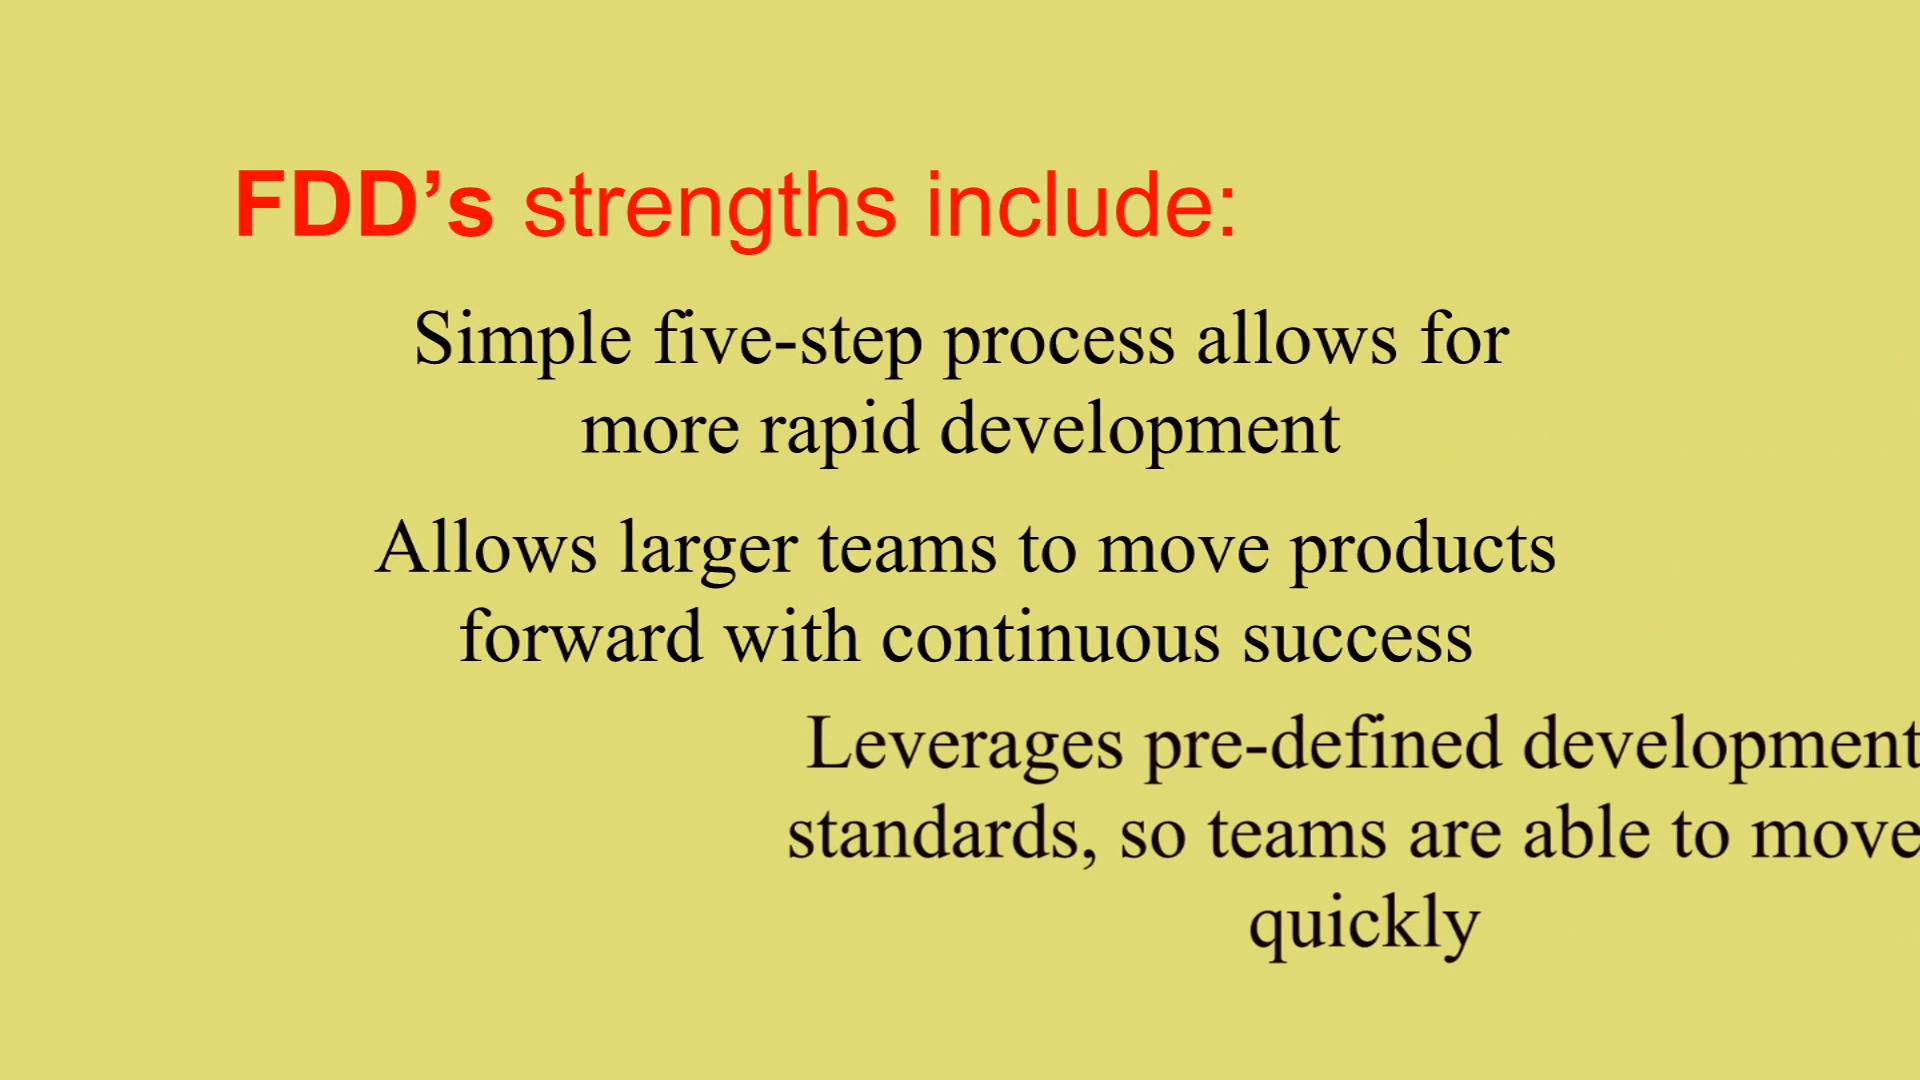 FDD’s strengths include:
Simple five-step process allows for
more rapid development
Allows larger teams to move products
forward with continuous success
Leverages pre-defined development
standards, so teams are able to move
quickly